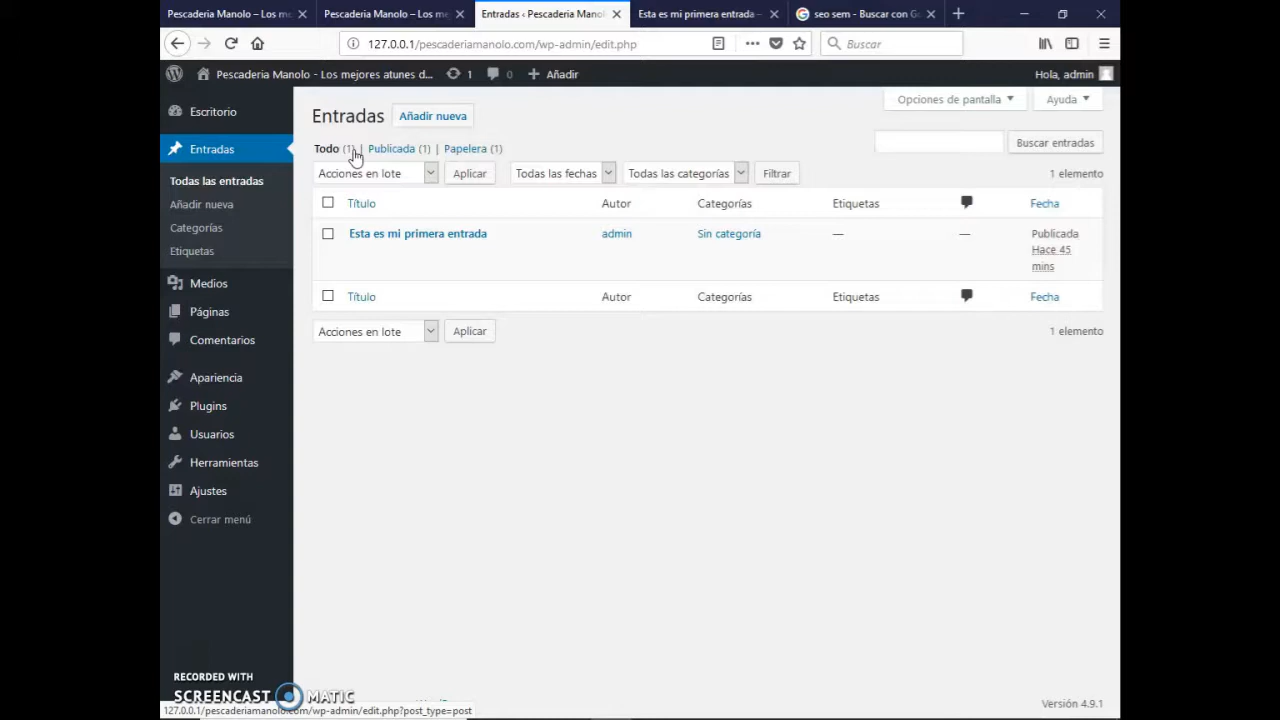 Pescaderia Manolo – Los m
Pescaderia Manolo – Los me
Entradas ‹ Pescaderia Mano
Esta es mi primera entrada –
seo sem - Buscar con G
127.0.0.1/pescaderiamanolo.com/wp-admin/edit.php
Buscar
Pescaderia Manolo - Los mejores atunes d...
1
0
Añadir
Hola, admin
Escritorio
Entradas
Todas las entradas
Añadir nueva
Categorías
Etiquetas
Medios
Páginas
Comentarios
Apariencia
Plugins
Usuarios
Herramientas
Ajustes
Cerrar menú
Opciones de pantalla
Ayuda
Entradas
Añadir nueva
Todo (1) | Publicada (1) | Papelera (1)
Buscar entradas
Acciones en lote
Aplicar
Todas las fechas
Todas las categorías
Filtrar
1 elemento
Título
Autor
Categorías
Etiquetas
Fecha
Esta es mi primera entrada
admin
Sin categoría
—
—
Publicada
Hace 45
mins
Título
Autor
Categorías
Etiquetas
Fecha
Acciones en lote
Aplicar
1 elemento
RECORDED WITH
SCREENCAST MATIC
Versión 4.9.1
127.0.0.1/pescaderiamanolo.com/wp-admin/edit.php?post_type=post